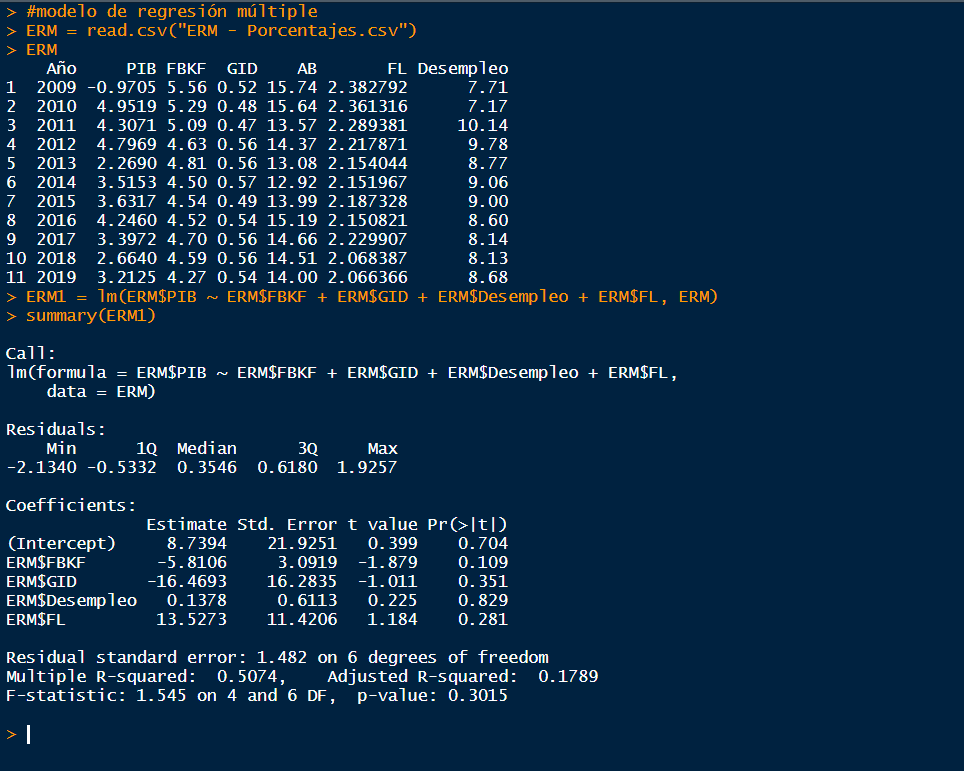 > #modelo de regresión múltiple
> ERM = read.csv("ERM - Porcentajes.csv")
> ERM
    Año     PIB FBKF  GID    AB       FL Desempleo
1  2009 -0.9705 5.56 0.52 15.74 2.382792      7.71
2  2010  4.9519 5.29 0.48 15.64 2.361316      7.17
3  2011  4.3071 5.09 0.47 13.57 2.289381     10.14
4  2012  4.7969 4.63 0.56 14.37 2.217871      9.78
5  2013  2.2690 4.81 0.56 13.08 2.154044      8.77
6  2014  3.5153 4.50 0.57 12.92 2.151967      9.06
7  2015  3.6317 4.54 0.49 13.99 2.187328      9.00
8  2016  4.2460 4.52 0.54 15.19 2.150821      8.60
9  2017  3.3972 4.70 0.56 14.66 2.229907      8.14
10 2018  2.6640 4.59 0.56 14.51 2.068387      8.13
11 2019  3.2125 4.27 0.54 14.00 2.066366      8.68
> ERM1 = lm(ERM$PIB ~ ERM$FBKF + ERM$GID + ERM$Desempleo + ERM$FL, ERM)
> summary(ERM1)

Call:
lm(formula = ERM$PIB ~ ERM$FBKF + ERM$GID + ERM$Desempleo + ERM$FL,
    data = ERM)

Residuals:
    Min      1Q  Median      3Q     Max
-2.1340 -0.5332  0.3546  0.6180  1.9257

Coefficients:
              Estimate Std. Error t value Pr(>|t|)
(Intercept)     8.7394    21.9251   0.399    0.704
ERM$FBKF       -5.8106     3.0919  -1.879    0.109
ERM$GID       -16.4693    16.2835  -1.011    0.351
ERM$Desempleo   0.1378     0.6113   0.225    0.829
ERM$FL         13.5273    11.4206   1.184    0.281

Residual standard error: 1.482 on 6 degrees of freedom
Multiple R-squared:  0.5074,    Adjusted R-squared:  0.1789
F-statistic: 1.545 on 4 and 6 DF,  p-value: 0.3015

>